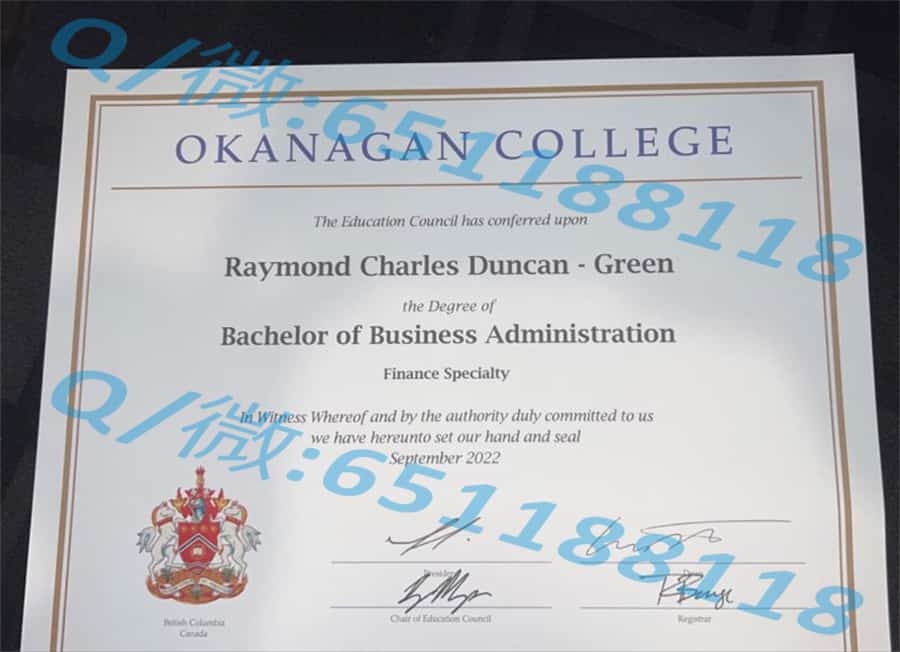 Q/微:651188118
OKANAGAN COLLEGE
The Education Council has conferred upon
Raymond Charles Duncan - Green
the Degree of
Bachelor of Business Administration
Finance Specialty
Q/微:651188118
In Witness Whereof and by the authority duly committed to us
we have hereunto set our hand and seal
September 2022
President
Dean
British Columbia
Canada
Chair of Education Council
Registrar